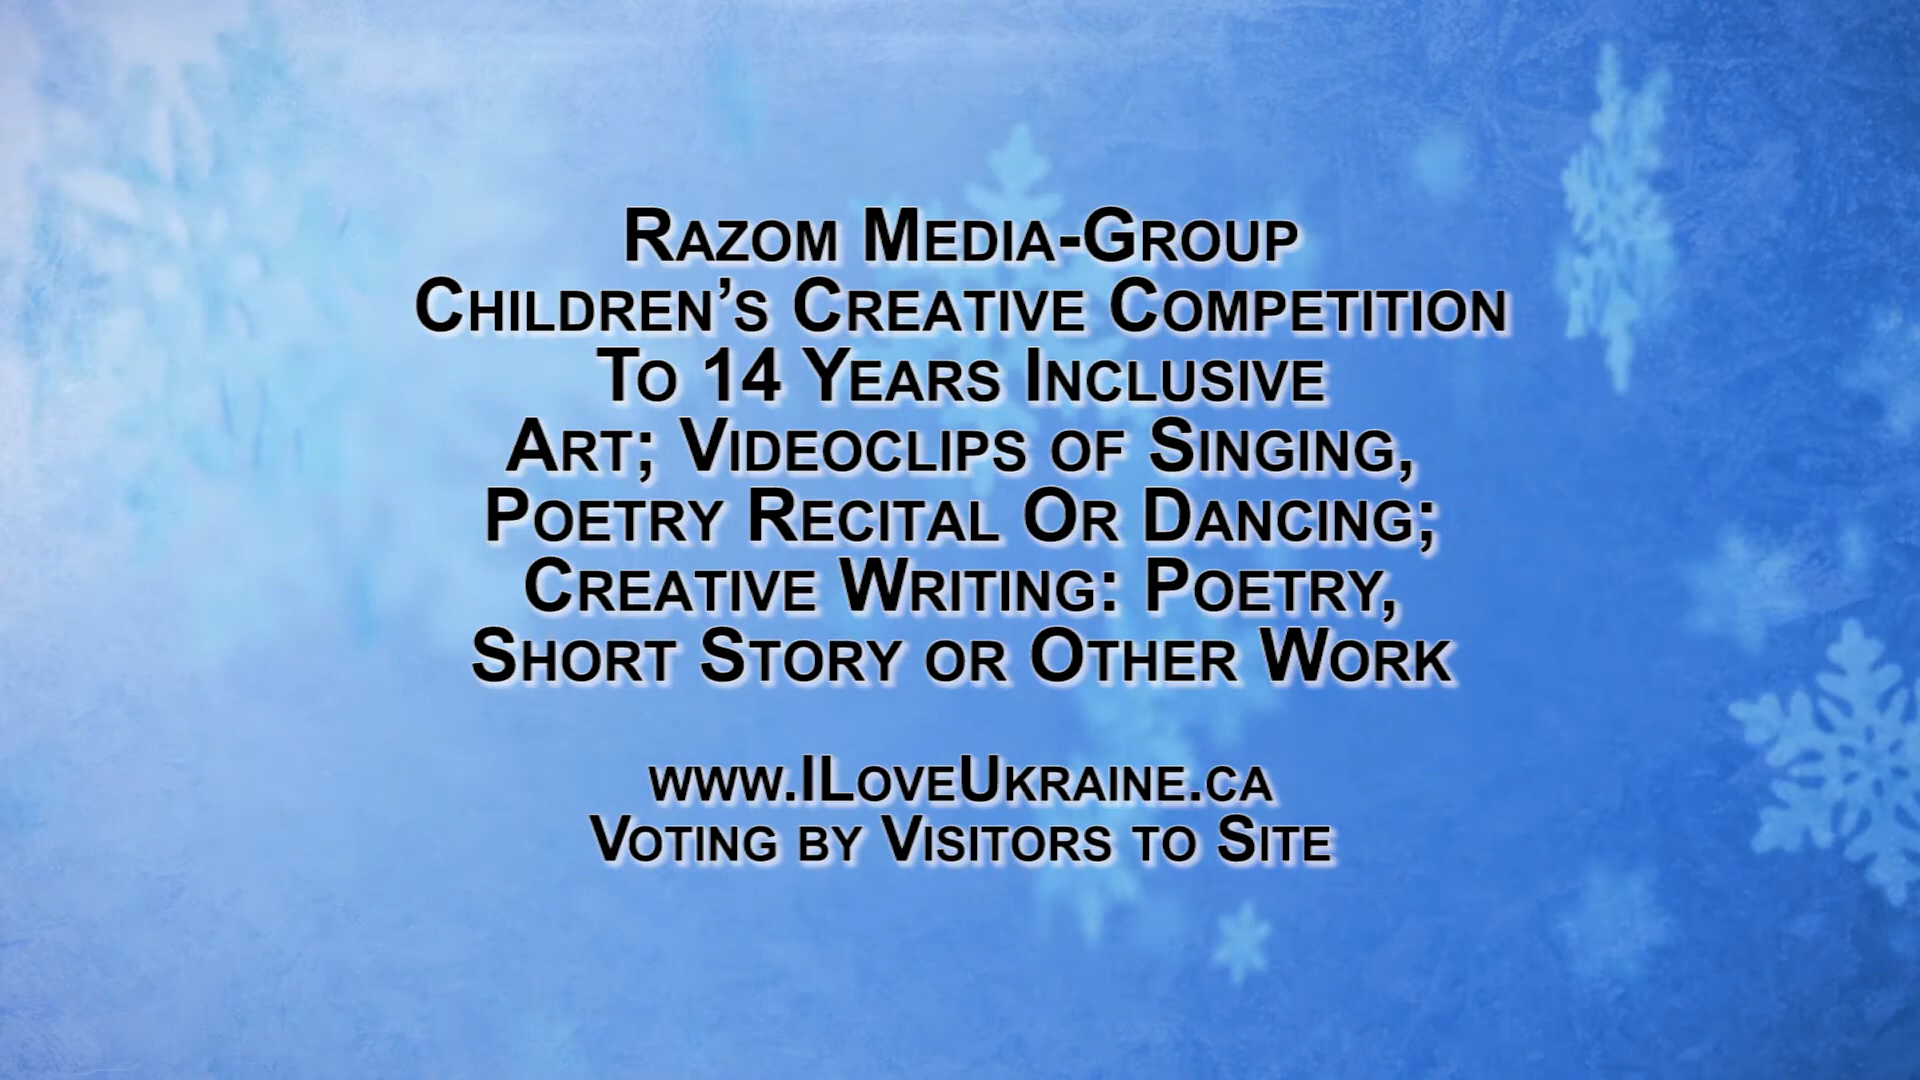 Razom Media-Group
Children’s Creative Competition
To 14 Years Inclusive
Art; Videoclips of Singing,
Poetry Recital Or Dancing;
Creative Writing: Poetry,
Short Story or Other Work
www.ILoveUkraine.ca
Voting by Visitors to Site